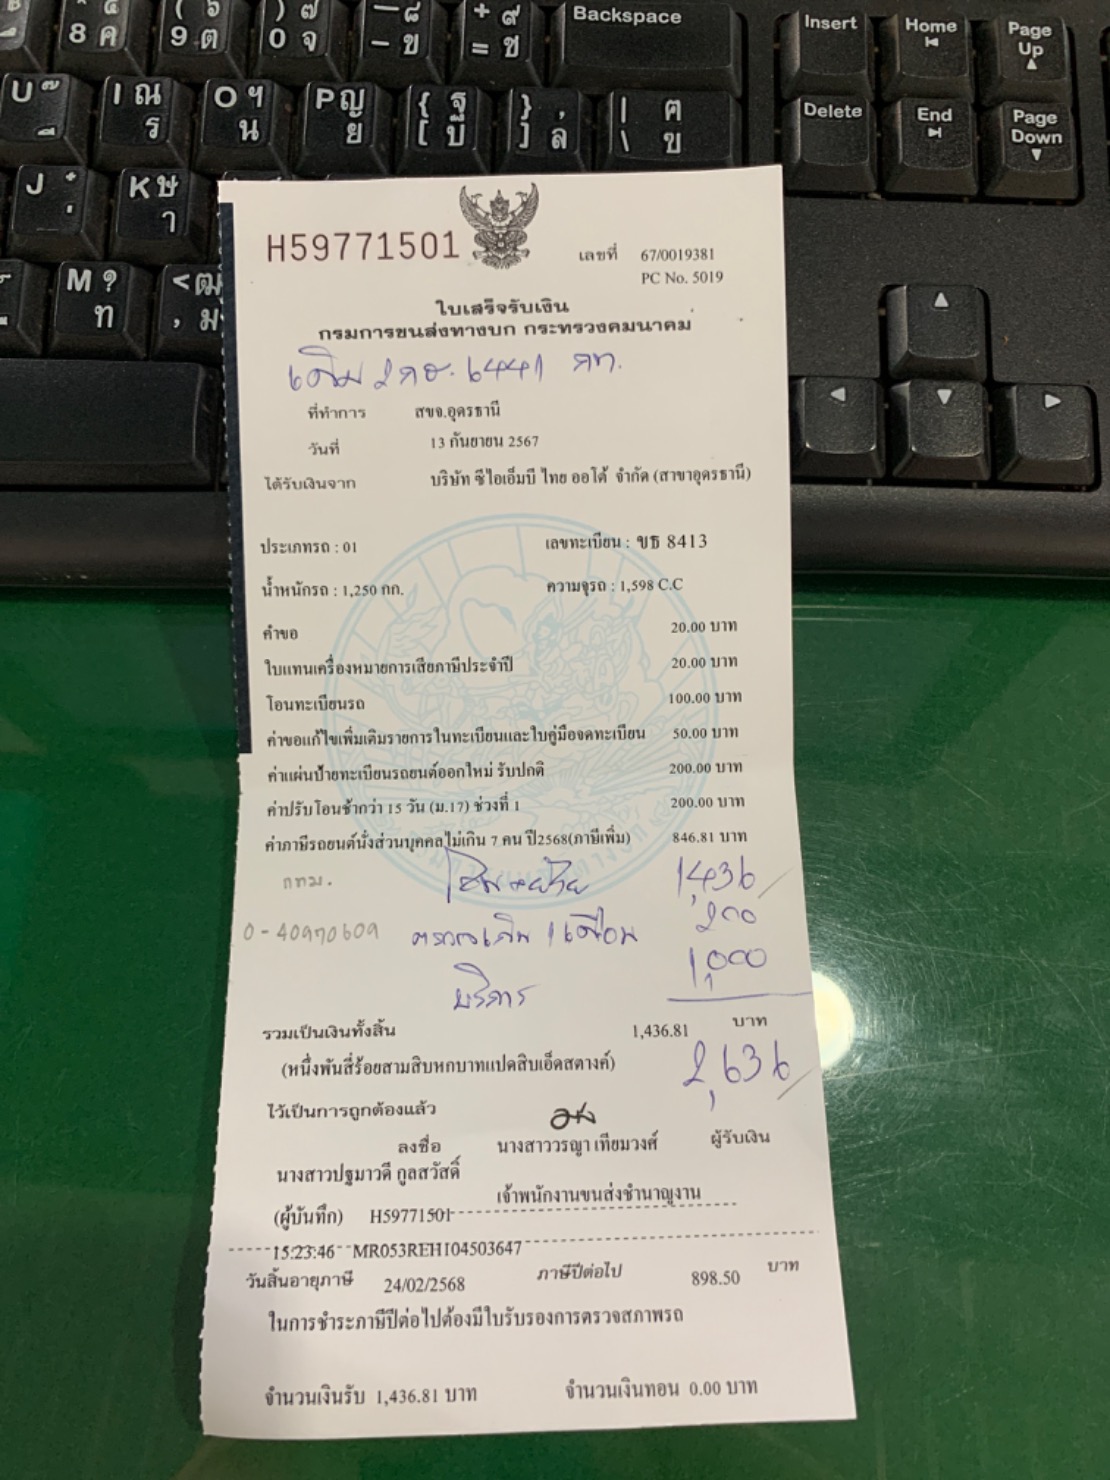 Backspace
Insert
Home
Page Up
Delete
End
Page Down
H59771501
เลขที่ 67/0019381
PC No. 5019
ใบเสร็จรับเงิน
กรมการขนส่งทางบก กระทรวงคมนาคม
เดิม 2กฮ. 6441 กท.
ที่ทำการ สขจ.อุดรธานี
วันที่ 13 กันยายน 2567
ได้รับเงินจาก บริษัท ซีไอเอ็มบี ไทย ออโต้ จำกัด (สาขาอุดรธานี)
ประเภทรถ : 01 เลขทะเบียน : ขธ 8413
น้ำหนักรถ : 1,250 กก. ความจุรถ : 1,598 C.C
คำขอ 20.00 บาท
ใบแทนเครื่องหมายการเสียภาษีประจำปี 20.00 บาท
โอนทะเบียนรถ 100.00 บาท
ค่าขอแก้ไขเพิ่มเติมรายการในทะเบียนและใบคู่มือจดทะเบียน 50.00 บาท
ค่าแผ่นป้ายทะเบียนรถยนต์ออกใหม่ รับปกติ 200.00 บาท
ค่าปรับโอนช้ากว่า 15 วัน (ม.17) ช่วงที่ 1 200.00 บาท
ค่าภาษีรถยนต์นั่งส่วนบุคคลไม่เกิน 7 คน ปี2568(ภาษีเพิ่ม) 846.81 บาท
กทม. 1,436
200
0-40970609 1 เดือน
1,000
บริการ
รวมเป็นเงินทั้งสิ้น 1,436.81 บาท
(หนึ่งพันสี่ร้อยสามสิบหกบาทแปดสิบเอ็ดสตางค์) 2,636
ไว้เป็นการถูกต้องแล้ว
ลงชื่อ นางสาววรญา เทียมวงศ์ ผู้รับเงิน
นางสาวปฐมาวดี กูลสวัสดิ์
เจ้าพนักงานขนส่งชำนาญงาน
(ผู้บันทึก) H59771501
15:23:46 MR053REH104503647
วันสิ้นอายุภาษี 24/02/2568 ภาษีปีต่อไป 898.50 บาท
ในการชำระภาษีปีต่อไปต้องมีใบรับรองการตรวจสภาพรถ
จำนวนเงินรับ 1,436.81 บาท จำนวนเงินทอน 0.00 บาท